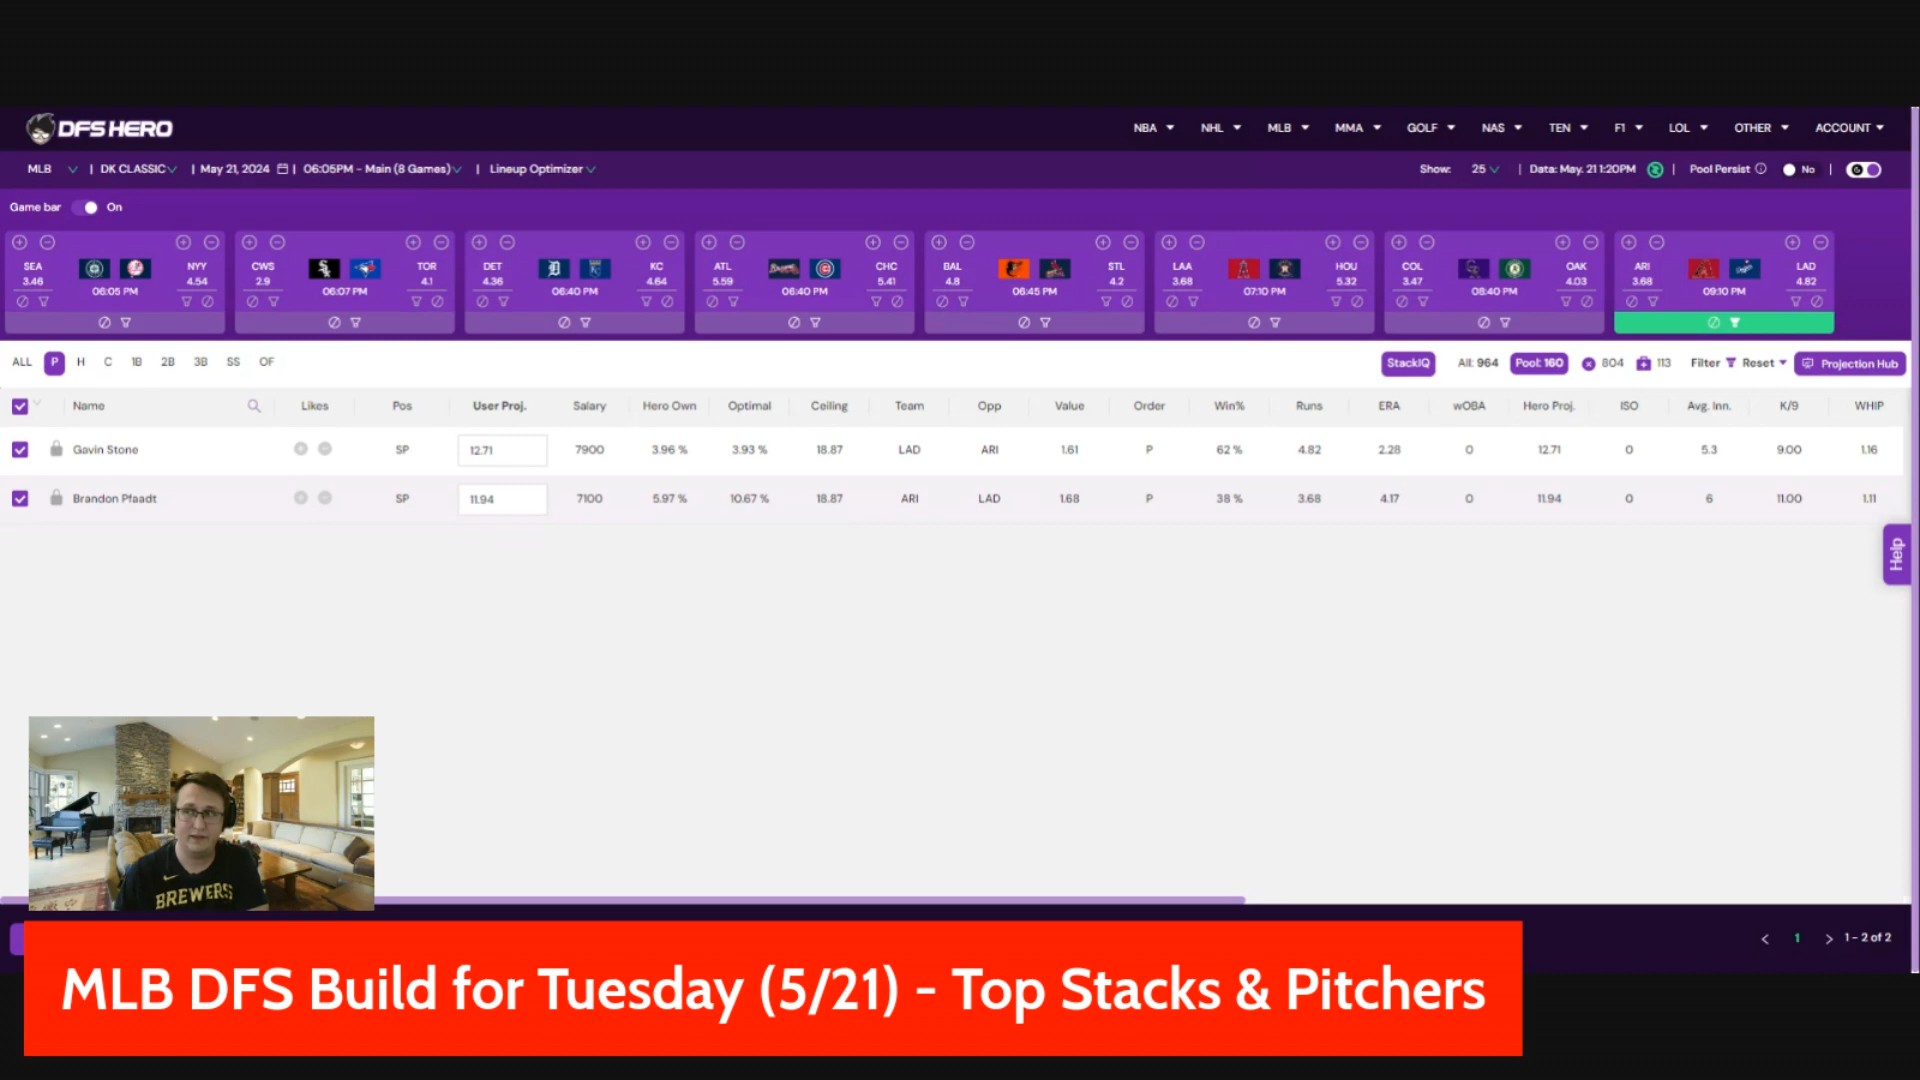 DFS HERO
NBA NHL MLB MMA GOLF NAS TEN F1 LOL OTHER ACCOUNT
MLB | DK CLASSIC | May 21, 2024 | 06:05PM - Main (8 Games) | Lineup Optimizer Show: 25 | Data: May. 21 1:20PM | Pool Persist No |
Game bar On
SEA 3.46 06:05 PM NYY 4.54
CWS 2.9 06:07 PM TOR 4.1
DET 4.36 06:40 PM KC 4.64
ATL 5.59 06:40 PM CHC 5.41
BAL 4.8 06:45 PM STL 4.2
LAA 3.68 07:10 PM HOU 5.32
COL 3.47 08:40 PM OAK 4.03
ARI 3.68 09:10 PM LAD 4.82
ALL P H C 1B 2B 3B SS OF StackIQ All: 964 Pool: 160 804 113 Filter Reset Projection Hub
Name Likes Pos User Proj. Salary Hero Own Optimal Ceiling Team Opp Value Order Win% Runs ERA wOBA Hero Proj. ISO Avg. Inn. K/9 WHIP
Gavin Stone SP 12.71 7900 3.96 % 3.93 % 18.87 LAD ARI 1.61 P 62 % 4.82 2.28 0 12.71 0 5.3 9.00 1.16
Brandon Pfaadt SP 11.94 7100 5.97 % 10.67 % 18.87 ARI LAD 1.68 P 38 % 3.68 4.17 0 11.94 0 6 11.00 1.11
Help
BREWERS
< 1 > 1 - 2 of 2
MLB DFS Build for Tuesday (5/21) - Top Stacks & Pitchers